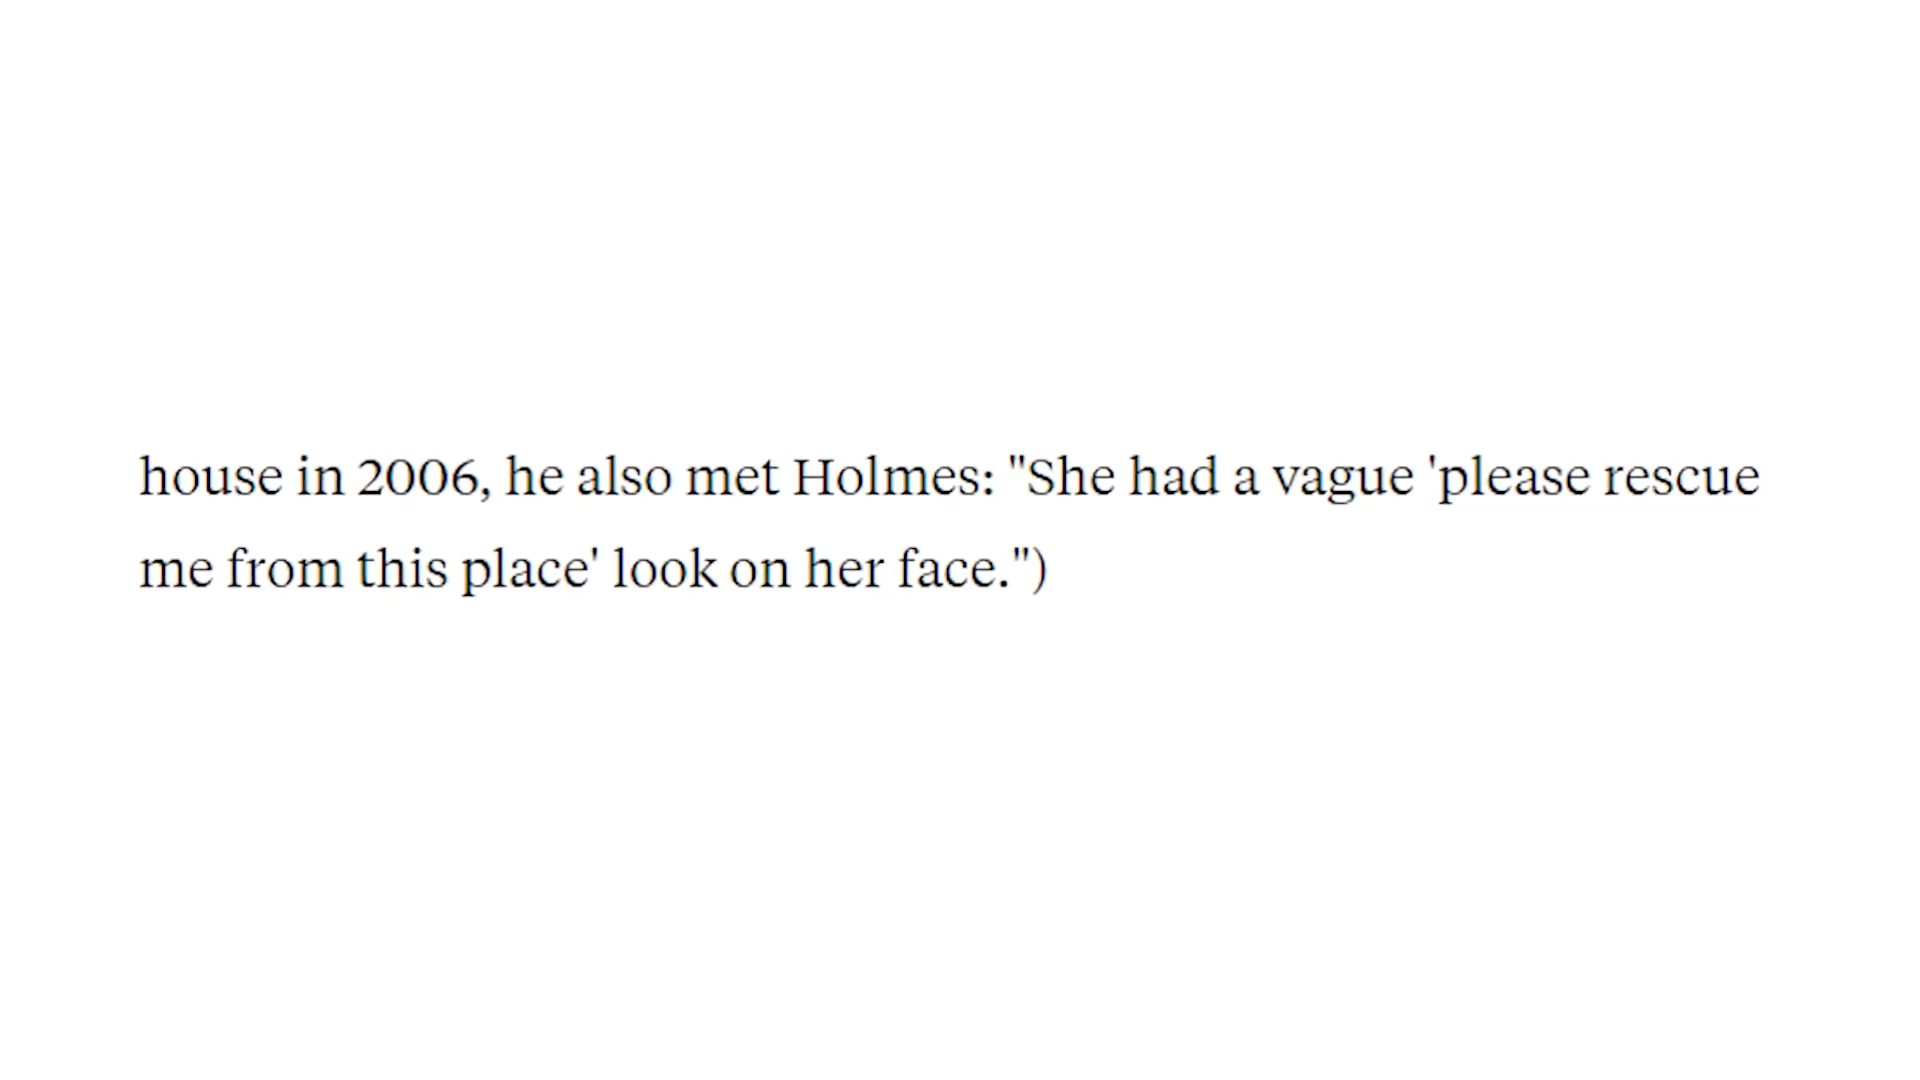 house in 2006, he also met Holmes: "She had a vague 'please rescue
me from this place' look on her face.")